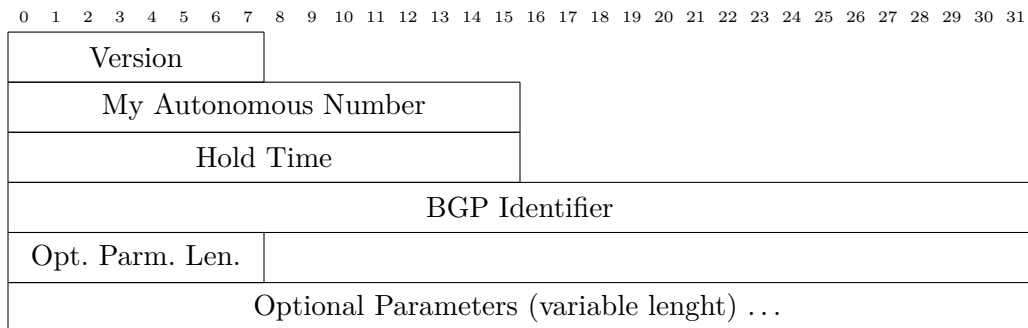 0 1 2 3 4 5 6 7 8 9 10 11 12 13 14 15 16 17 18 19 20 21 22 23 24 25 26 27 28 29 30 31
Version
My Autonomous Number
Hold Time
BGP Identifier
Opt. Parm. Len.
Optional Parameters (variable lenght) ...